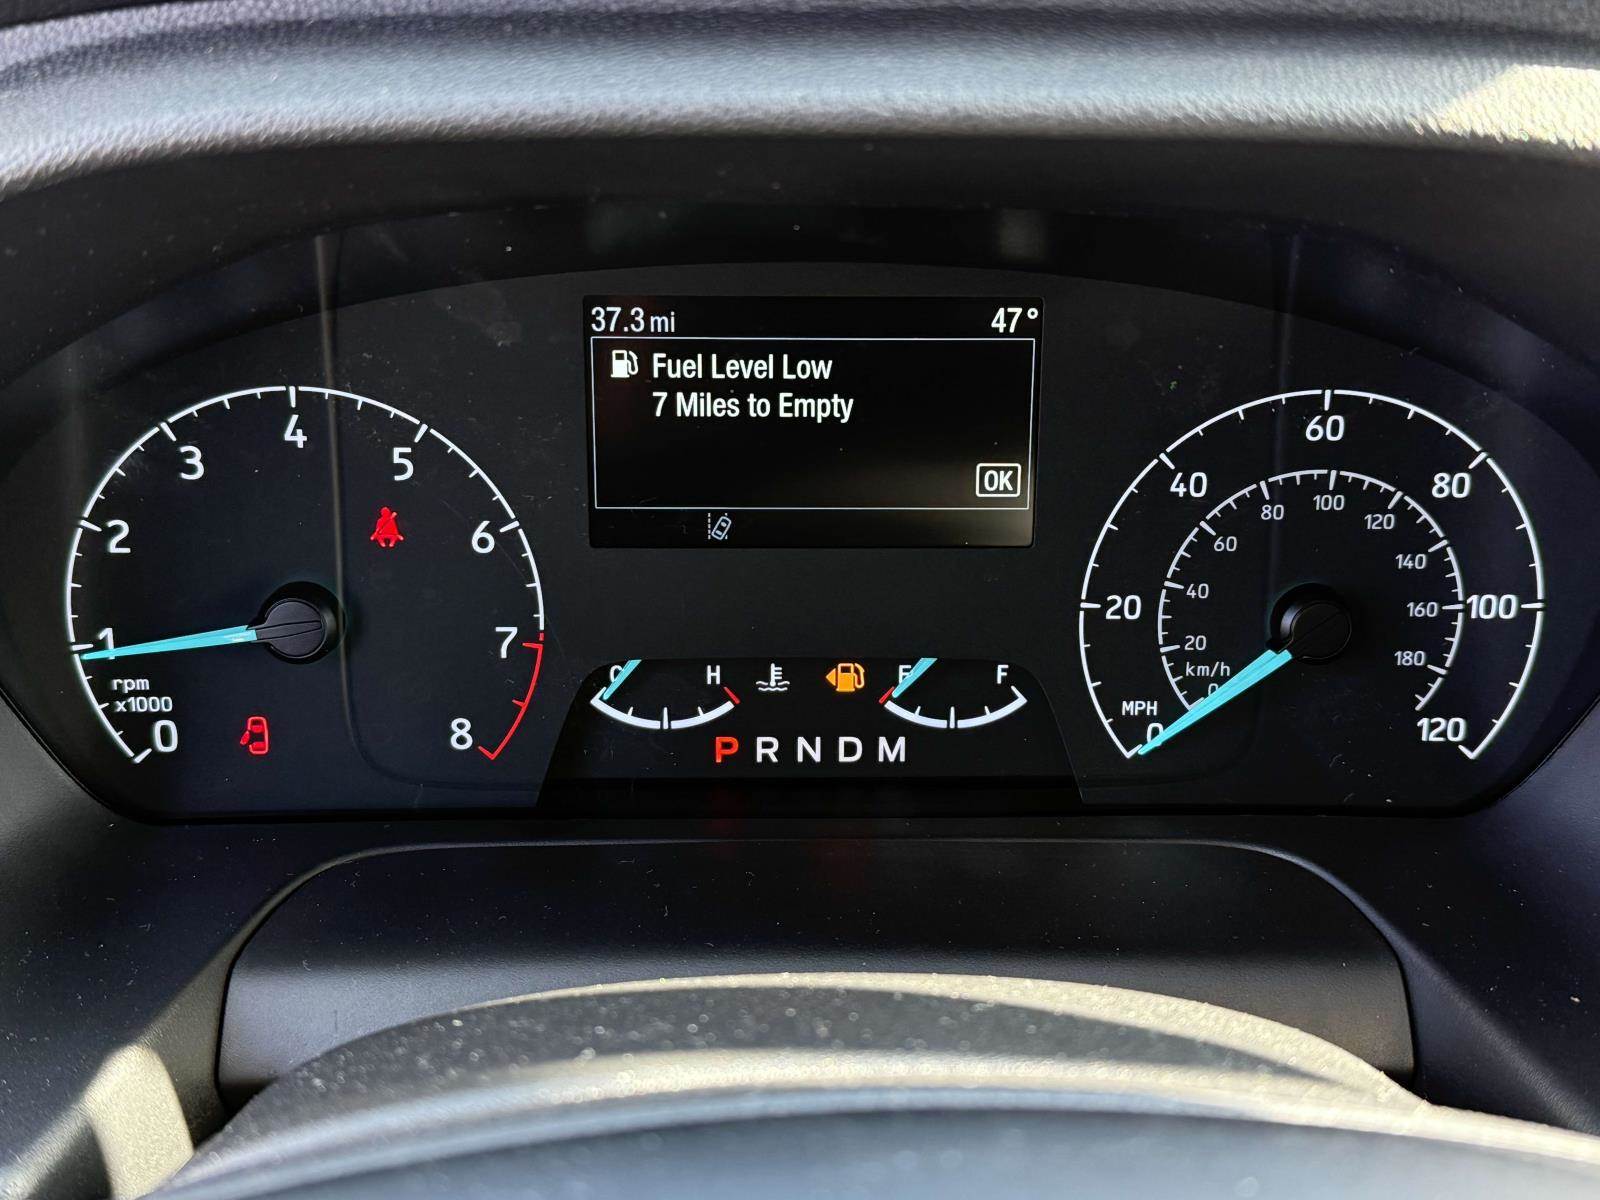 37.3 mi 47°
Fuel Level Low
7 Miles to Empty
OK
0 1 2 3 4 5 6 7 8
rpm
x1000
C H
E F
P R N D M
0 20 40 60 80 100 120
MPH
0 20 40 60 80 100 120 140 160 180
km/h